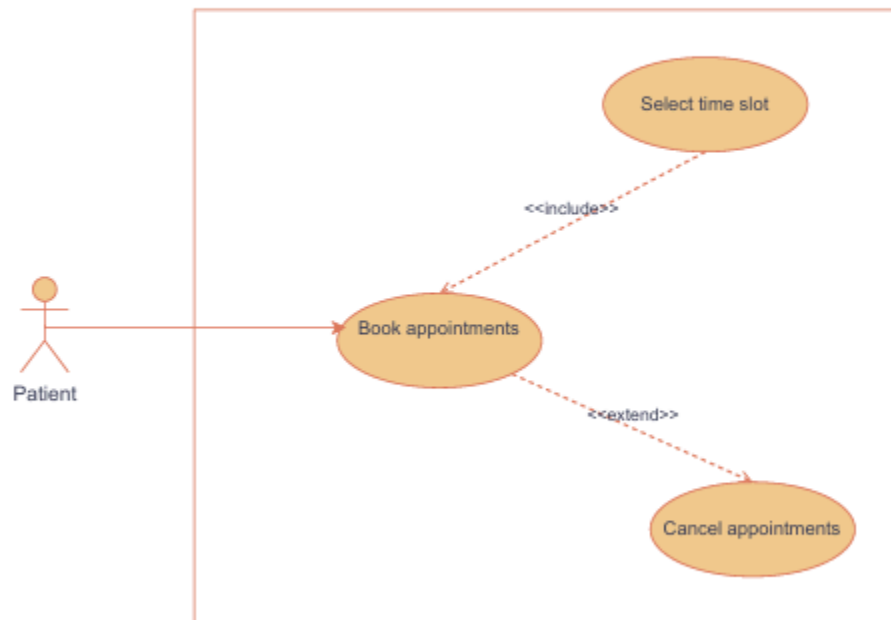 Select time slot
<<include>>
Book appointments
Patient
<<extend>>
Cancel appointments